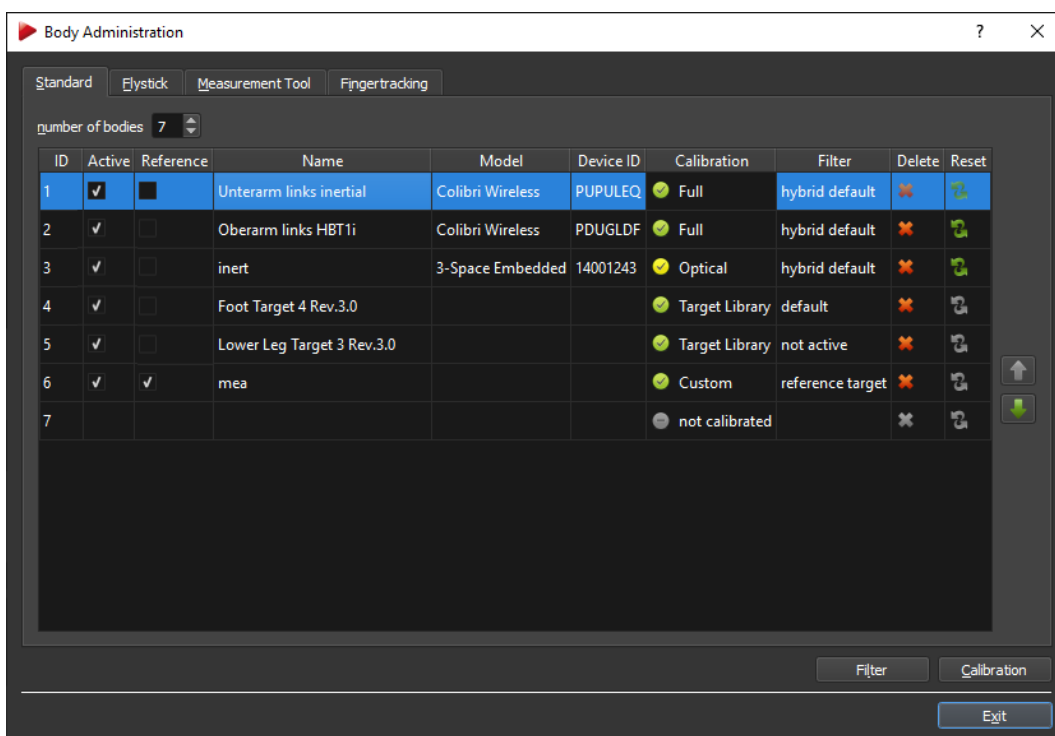 Body Administration ?
Standard Flystick Measurement Tool Fingertracking
number of bodies 7
ID Active Reference Name Model Device ID Calibration Filter Delete Reset
1 Unterarm links inertial Colibri Wireless PUPULEQ Full hybrid default
2 Oberarm links HBT1i Colibri Wireless PDUGLDF Full hybrid default
3 inert 3-Space Embedded 14001243 Optical hybrid default
4 Foot Target 4 Rev.3.0 Target Library default
5 Lower Leg Target 3 Rev.3.0 Target Library not active
6 mea Custom reference target
7 not calibrated
Filter Calibration
Exit